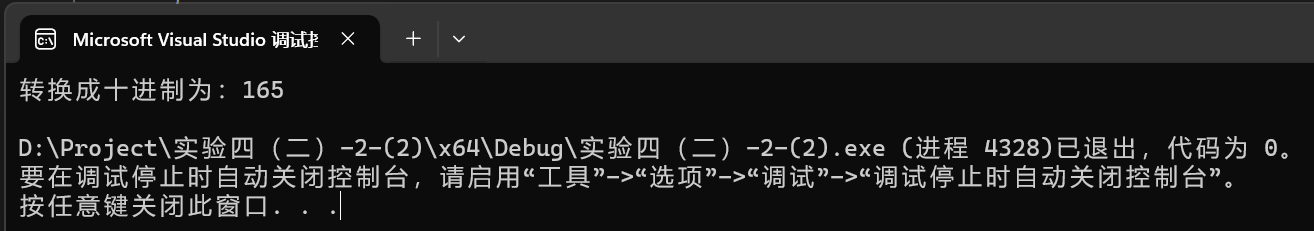 Microsoft Visual Studio 调试
转换成十进制为：165
D:\Project\实验四（二）-2-(2)\x64\Debug\实验四（二）-2-(2).exe (进程 4328)已退出，代码为 0。
要在调试停止时自动关闭控制台，请启用“工具”->“选项”->“调试”->“调试停止时自动关闭控制台”。
按任意键关闭此窗口. . .